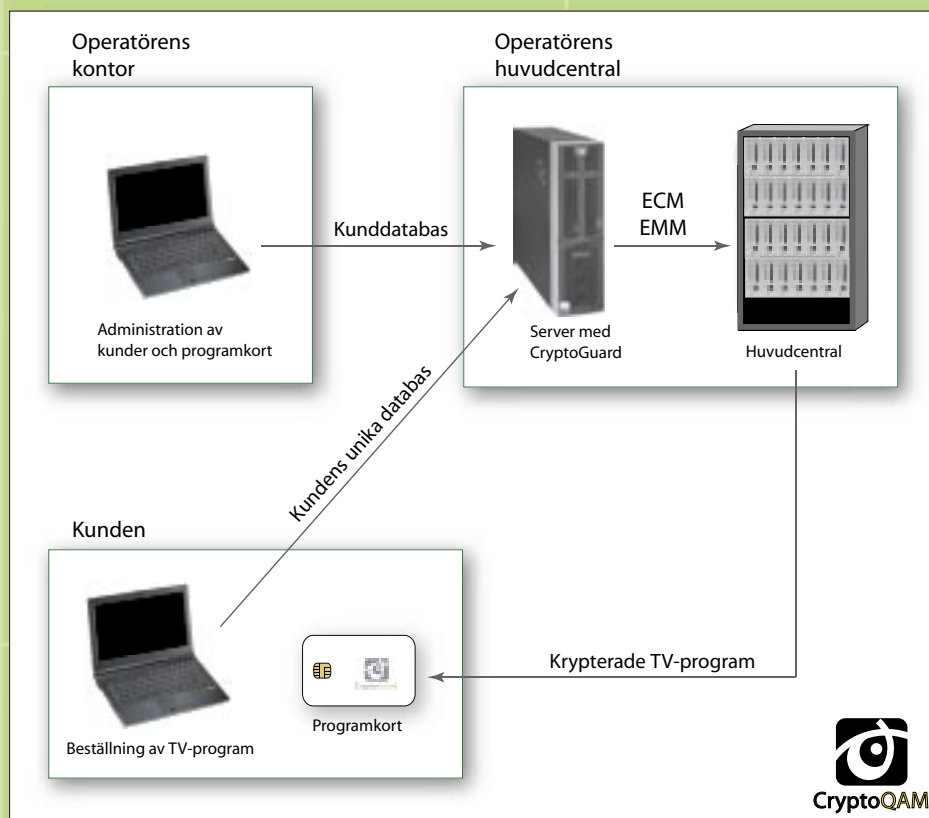 Operatörens
kontor
Operatörens
huvudcentral
Kunddatabas
ECM
EMM
Administration av
kunder och programkort
Server med
CryptoGuard
Huvudcentral
Kundens unika databas
Kunden
Krypterade TV-program
Programkort
Beställning av TV-program
CryptoQAM